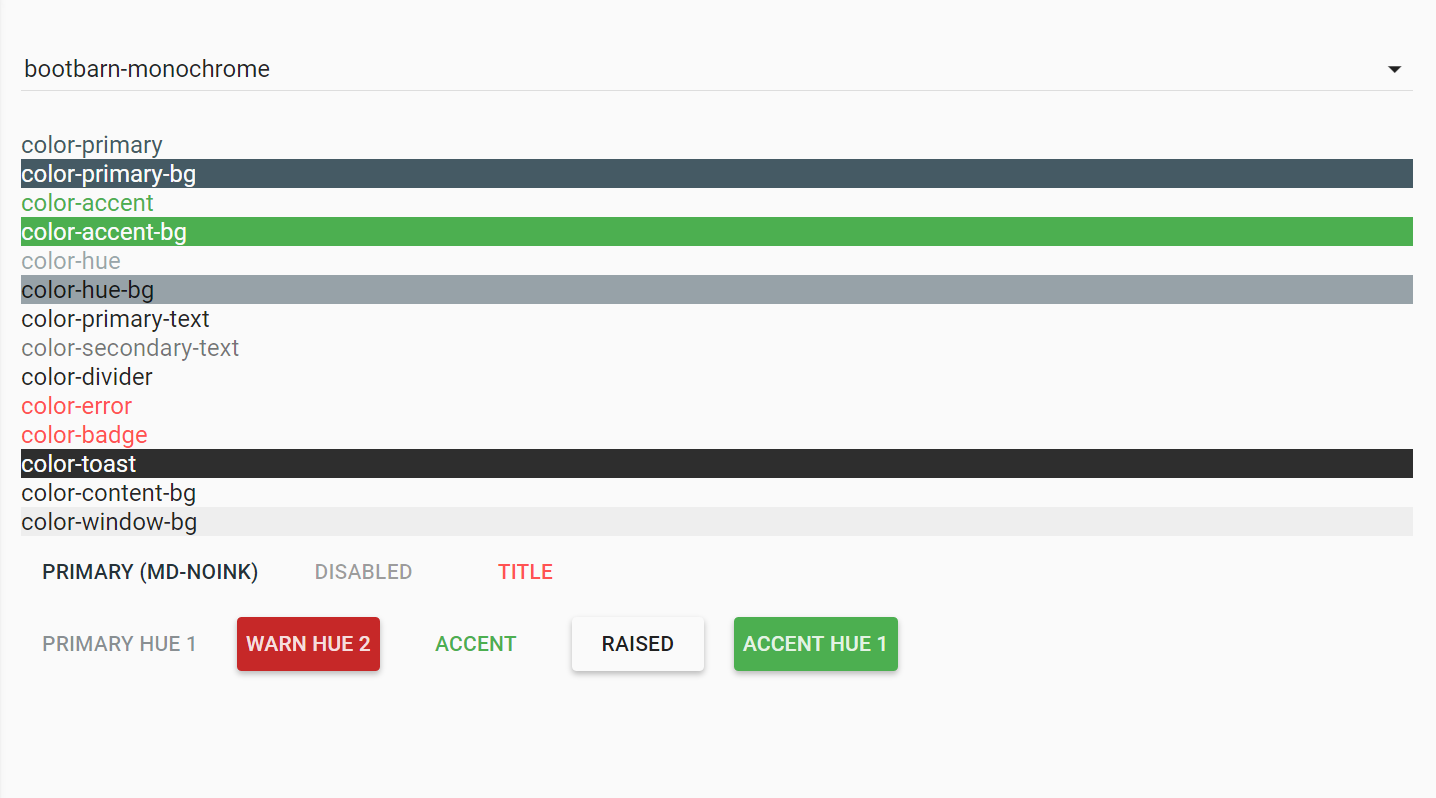 bootbarn-monochrome
color-primary
color-primary-bg
color-accent
color-accent-bg
color-hue
color-hue-bg
color-primary-text
color-secondary-text
color-divider
color-error
color-badge
color-toast
color-content-bg
color-window-bg
PRIMARY (MD-NOINK) DISABLED TITLE
PRIMARY HUE 1 WARN HUE 2 ACCENT RAISED ACCENT HUE 1